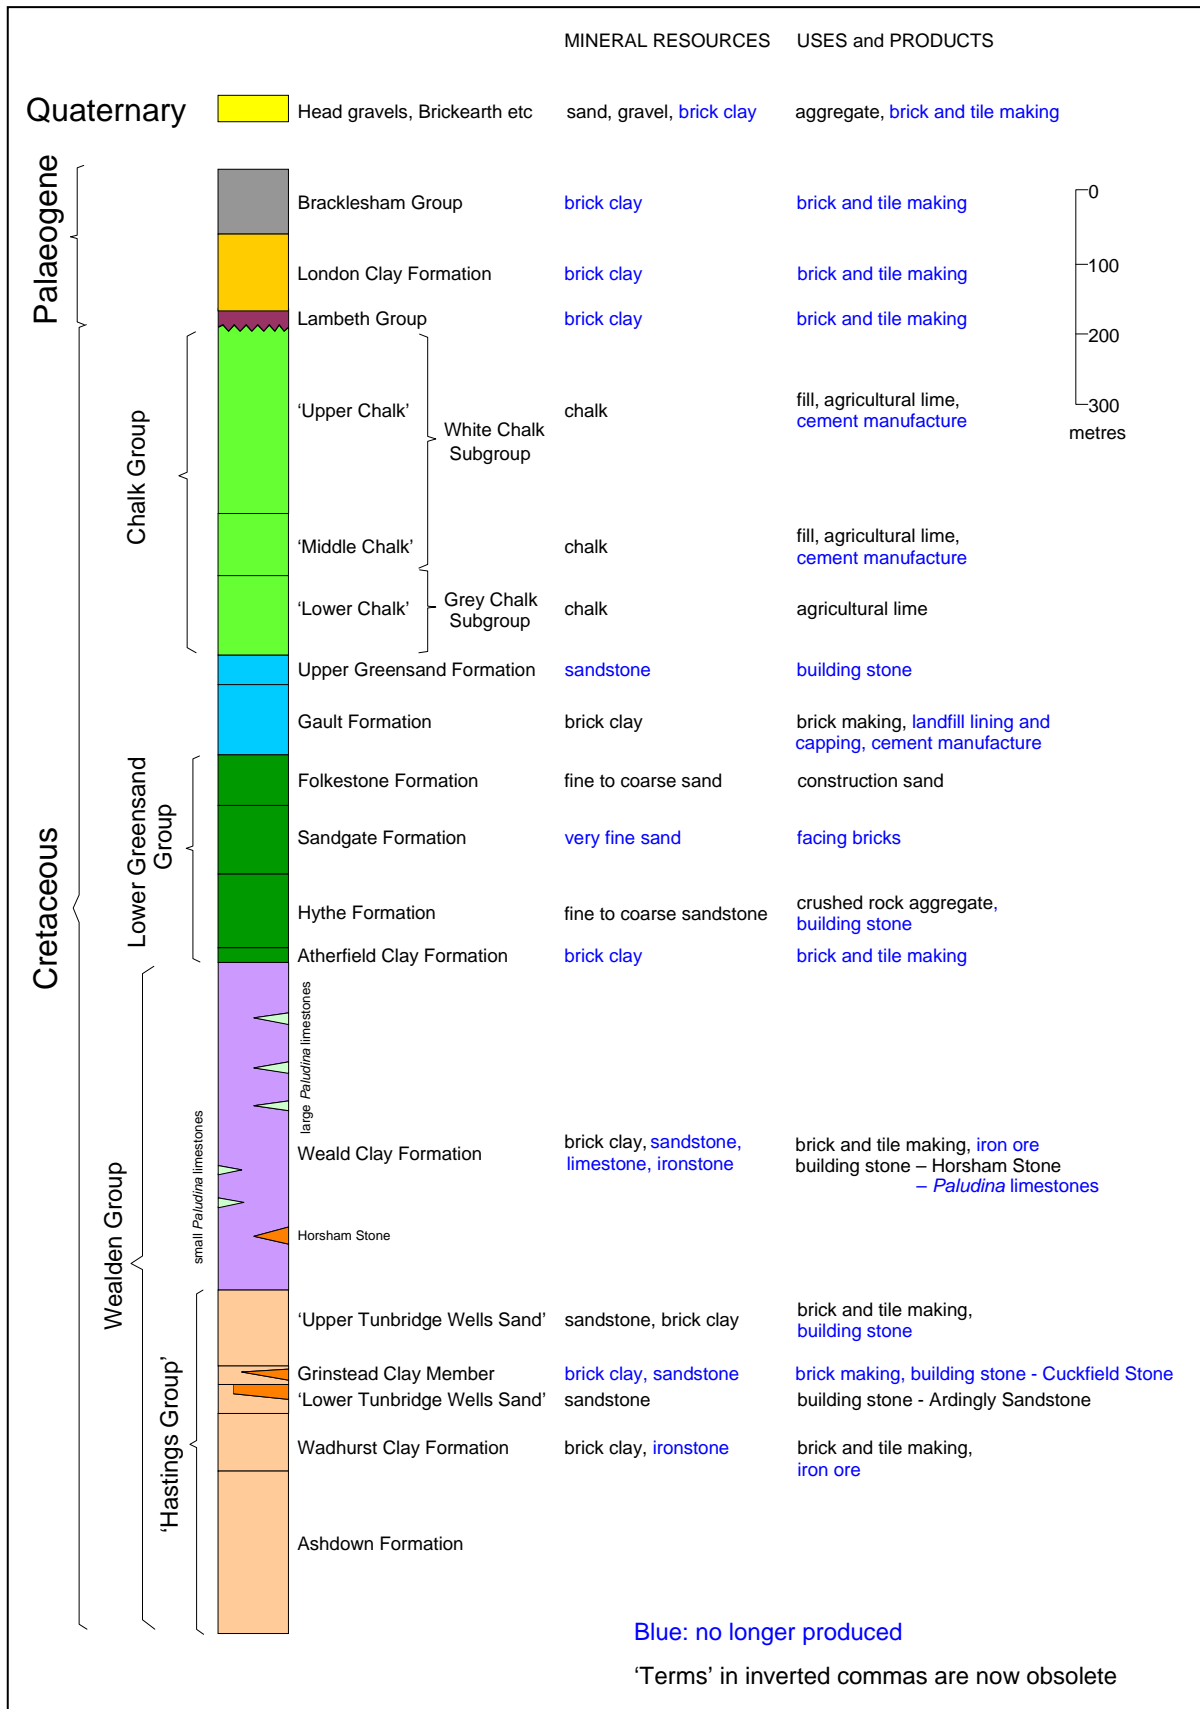 MINERAL RESOURCES USES and PRODUCTS
Quaternary
Head gravels, Brickearth etc sand, gravel, brick clay aggregate, brick and tile making
Palaeogene
Bracklesham Group brick clay brick and tile making
London Clay Formation brick clay brick and tile making
Lambeth Group brick clay brick and tile making
0
100
200
300
metres
Cretaceous
Chalk Group
‘Upper Chalk’ chalk fill, agricultural lime,
cement manufacture
White Chalk
Subgroup
‘Middle Chalk’ chalk fill, agricultural lime,
cement manufacture
‘Lower Chalk’ chalk agricultural lime
Grey Chalk
Subgroup
Upper Greensand Formation sandstone building stone
Gault Formation brick clay brick making, landfill lining and
capping, cement manufacture
Lower Greensand
Group
Folkestone Formation fine to coarse sand construction sand
Sandgate Formation very fine sand facing bricks
Hythe Formation fine to coarse sandstone crushed rock aggregate,
building stone
Atherfield Clay Formation brick clay brick and tile making
Wealden Group
large Paludina limestones
small Paludina limestones
Weald Clay Formation brick clay, sandstone, brick and tile making, iron ore
limestone, ironstone building stone – Horsham Stone
– Paludina limestones
Horsham Stone
‘Hastings Group’
‘Upper Tunbridge Wells Sand’ sandstone, brick clay brick and tile making,
building stone
Grinstead Clay Member brick clay, sandstone brick making, building stone - Cuckfield Stone
‘Lower Tunbridge Wells Sand’ sandstone building stone - Ardingly Sandstone
Wadhurst Clay Formation brick clay, ironstone brick and tile making,
iron ore
Ashdown Formation
Blue: no longer produced
‘Terms’ in inverted commas are now obsolete